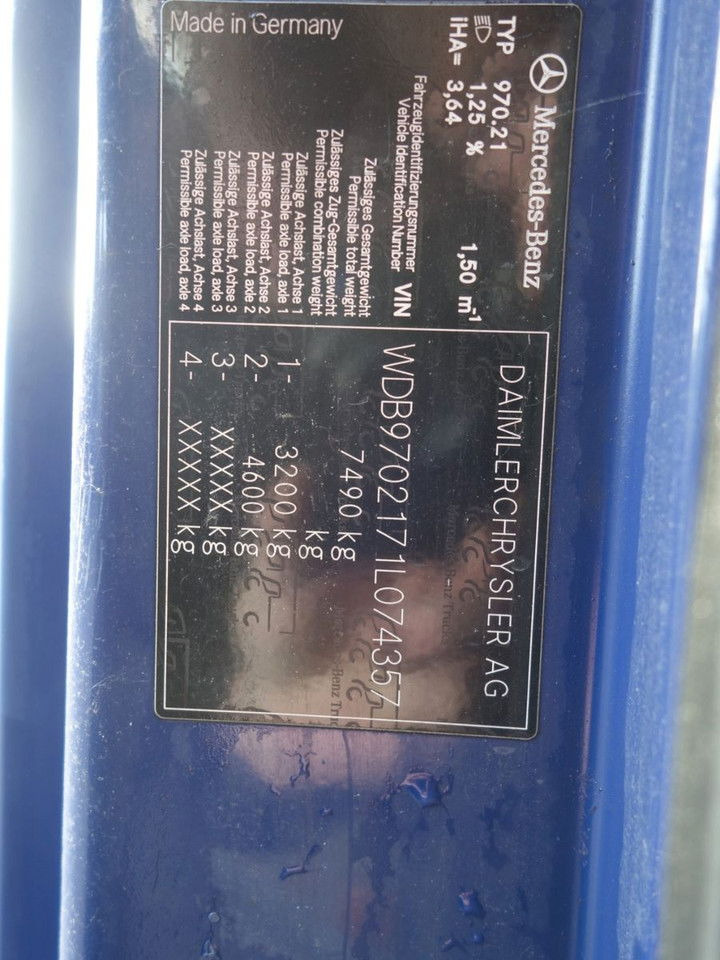 Mercedes-Benz
TYP 970.21
1,25 % 1,50 m-1
iHA= 3,64
DAIMLERCHRYSLER AG
Fahrzeugidentifizierungsnummer
Vehicle Identification Number VIN WDB9702171L074357
Zulässiges Gesamtgewicht
Permissible total weight 7490 kg
Zulässiges Zug-Gesamtgewicht
Permissible combination weight kg
Zulässige Achslast, Achse 1
Permissible axle load, axle 1 1- 3200 kg
Zulässige Achslast, Achse 2
Permissible axle load, axle 2 2- 4600 kg
Zulässige Achslast, Achse 3
Permissible axle load, axle 3 3- XXXXX kg
Zulässige Achslast, Achse 4
Permissible axle load, axle 4 4- XXXXX kg
Made in Germany